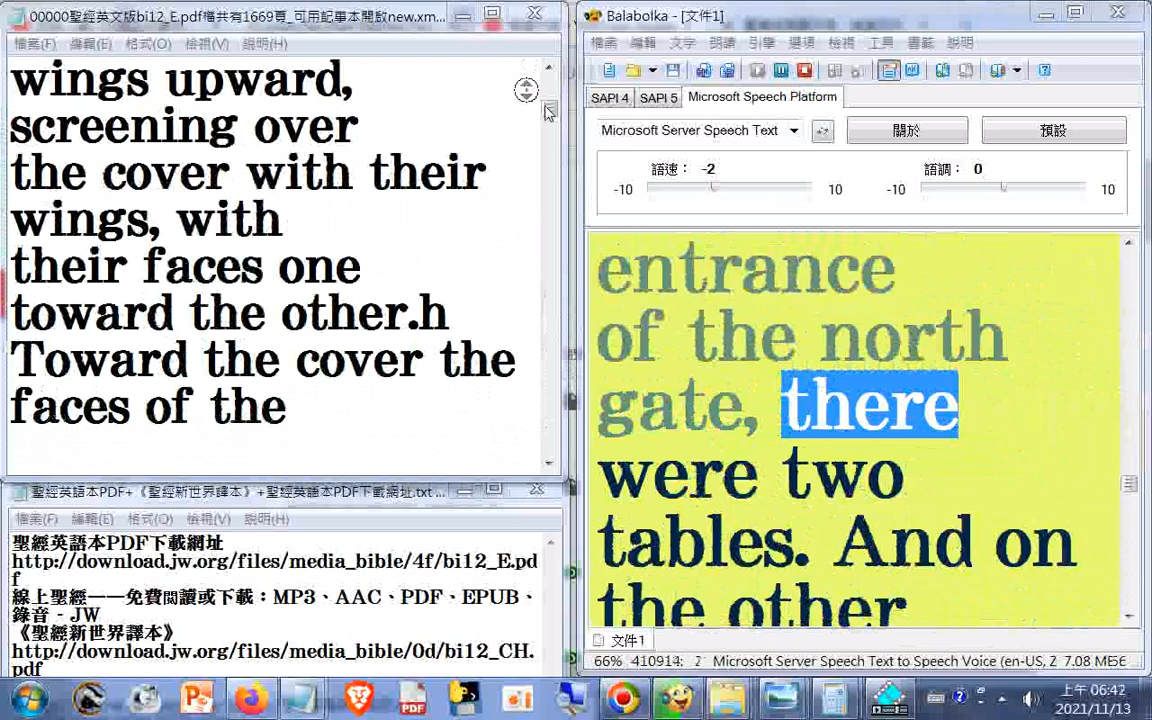 00000聖經英文版bi12_E.pdf檔共有1669頁_可用記事本開啟new.xm...
檔案(F) 編輯(E) 格式(O) 檢視(V) 說明(H)
wings upward,
screening over
the cover with their
wings, with
their faces one
toward the other.h
Toward the cover the
faces of the
聖經英語本PDF+《聖經新世界譯本》+聖經英語本PDF下載網址.txt ...
檔案(F) 編輯(E) 格式(O) 檢視(V) 說明(H)
聖經英語本PDF下載網址
http://download.jw.org/files/media_bible/4f/bi12_E.pd
f
線上聖經——免費閱讀或下載：MP3、AAC、PDF、EPUB、
錄音 - JW
《聖經新世界譯本》
http://download.jw.org/files/media_bible/0d/bi12_CH.
pdf
Balabolka - [文件1]
檔案 編輯 文字 朗讀 引擎 選項 檢視 工具 書籤 說明
SAPI 4 SAPI 5 Microsoft Speech Platform
Microsoft Server Speech Text 關於 預設
語速： -2 語調： 0
-10 10 -10 10
entrance
of the north
gate, there
were two
tables. And on
the other
文件1
66% 410914; Microsoft Server Speech Text to Speech Voice (en-US, 7.08 MB
上午 06:42
2021/11/13